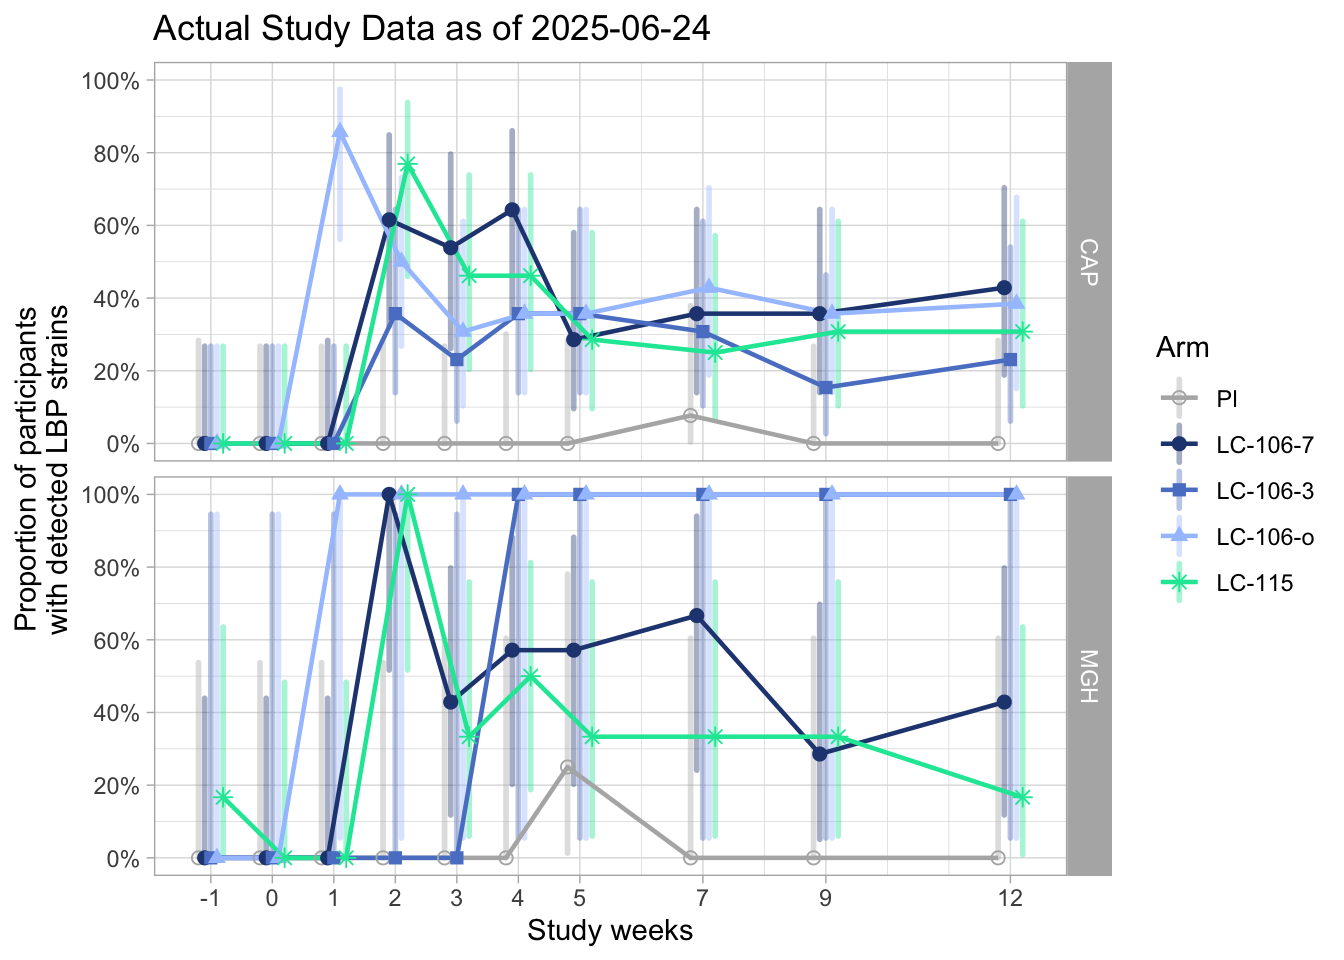 Actual Study Data as of 2025-06-24
Proportion of participants
with detected LBP strains
100%
80%
60%
40%
20%
0%
CAP
100%
80%
60%
40%
20%
0%
MGH
-1 0 1 2 3 4 5 7 9 12
Study weeks
Arm
PI
LC-106-7
LC-106-3
LC-106-o
LC-115